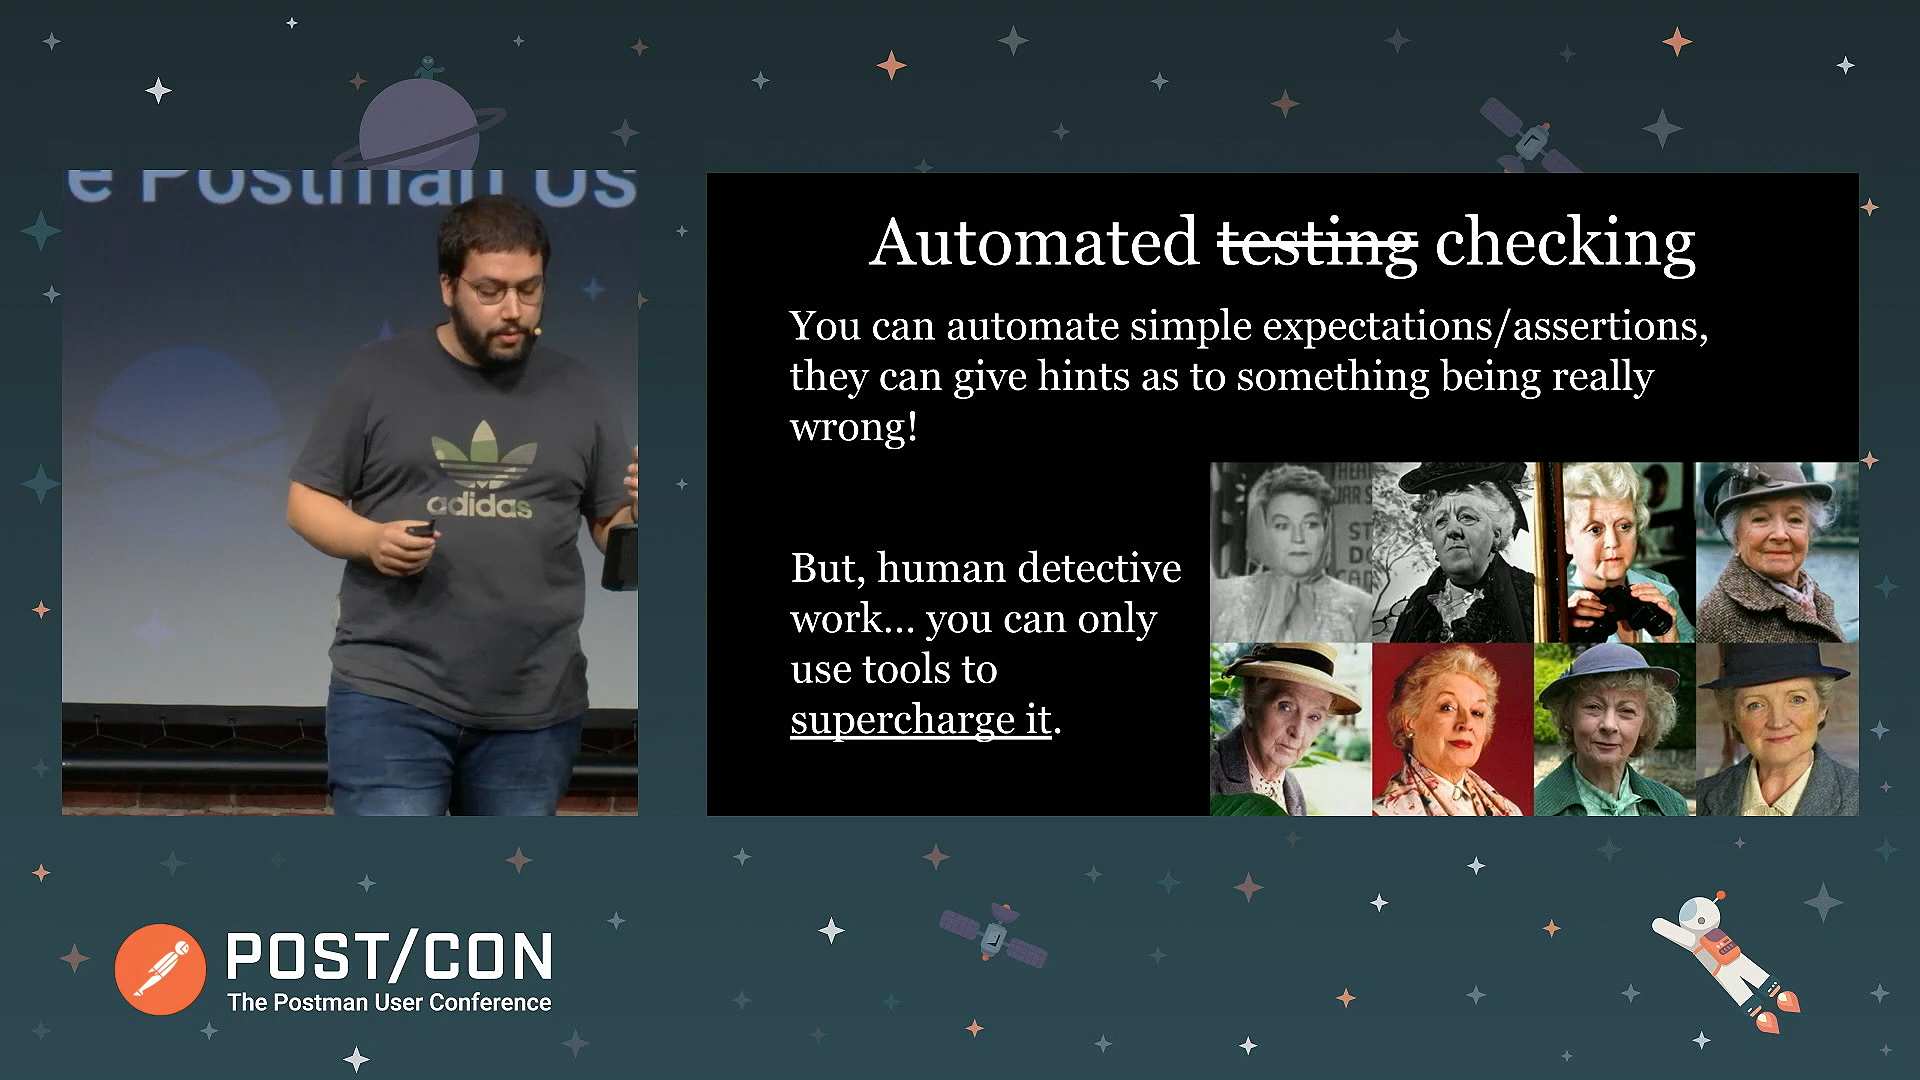 e Postman Us
adidas
Automated testing checking
You can automate simple expectations/assertions,
they can give hints as to something being really
wrong!
But, human detective
work... you can only
use tools to
supercharge it.
POST/CON
The Postman User Conference